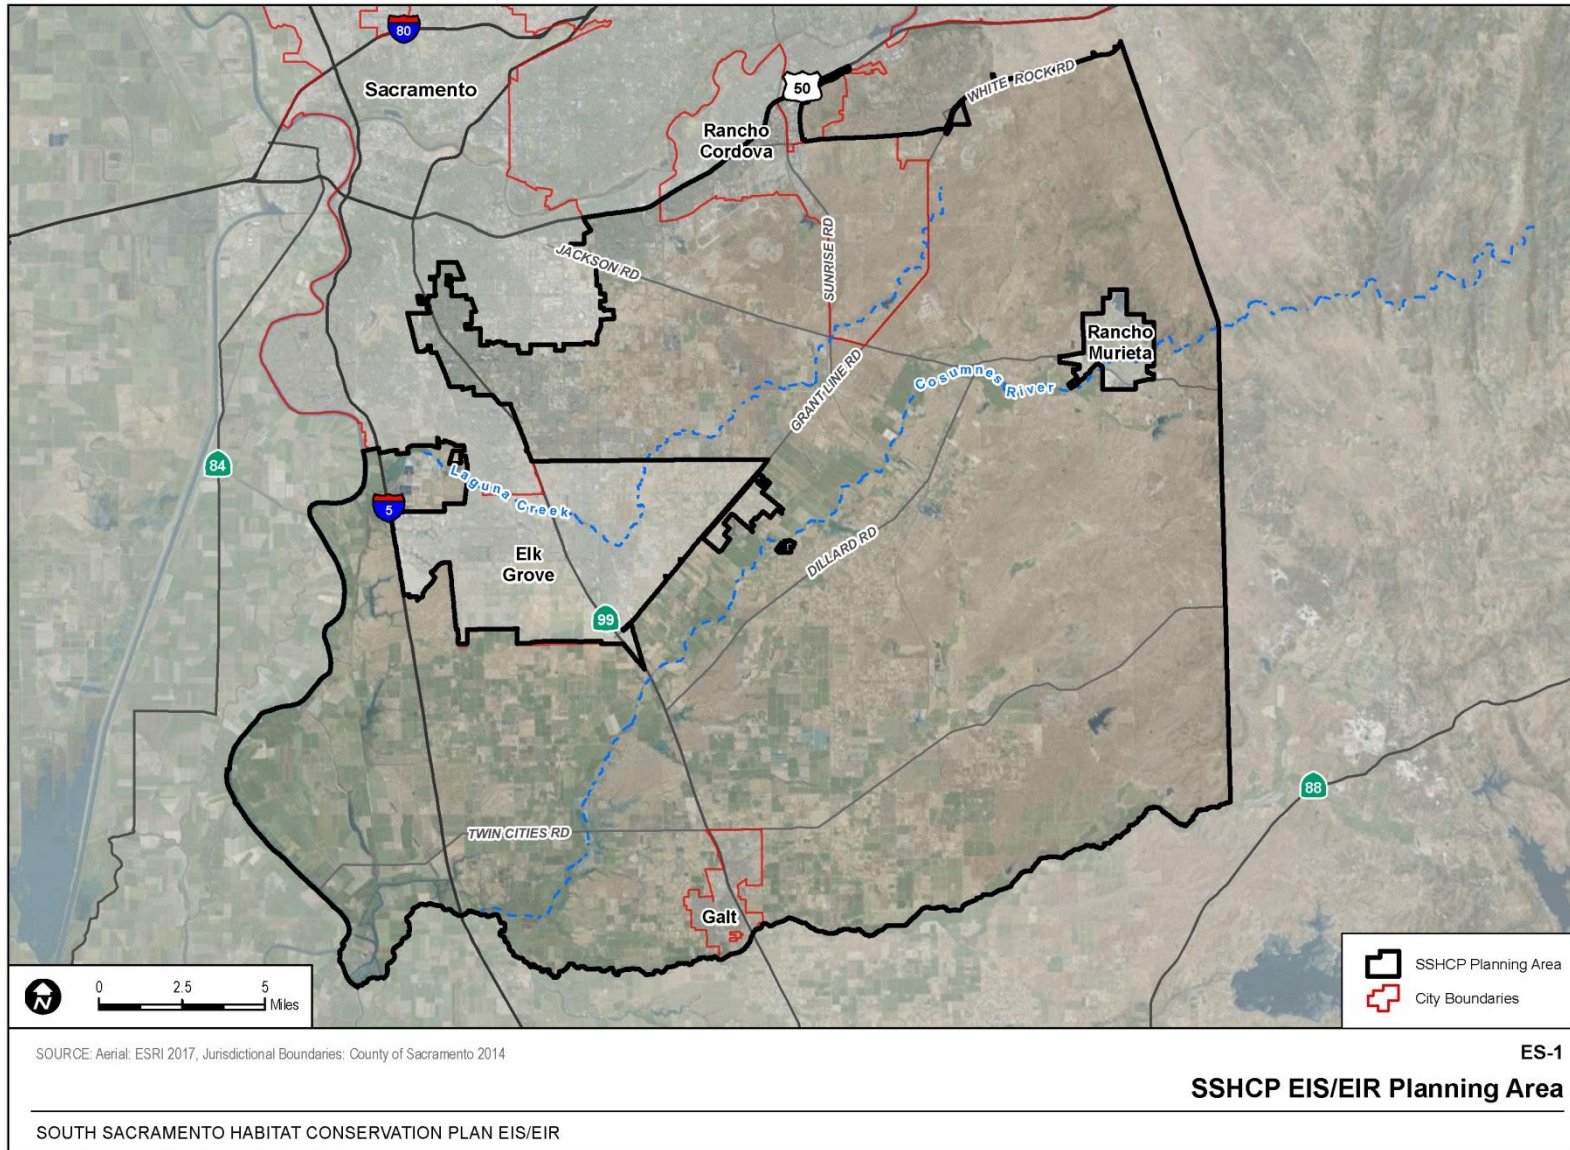 80
Sacramento
50
WHITE ROCK RD
Rancho
Cordova
JACKSON RD
SUNRISE RD
Rancho
Murieta
GRANT LINE RD
Cosumnes River
84
Laguna Creek
5
Elk
Grove
DILLARD RD
99
88
TWIN CITIES RD
Galt
N
0 2.5 5
Miles
SSHCP Planning Area
City Boundaries
SOURCE: Aerial: ESRI 2017, Jurisdictional Boundaries: County of Sacramento 2014
ES-1
SSHCP EIS/EIR Planning Area
SOUTH SACRAMENTO HABITAT CONSERVATION PLAN EIS/EIR